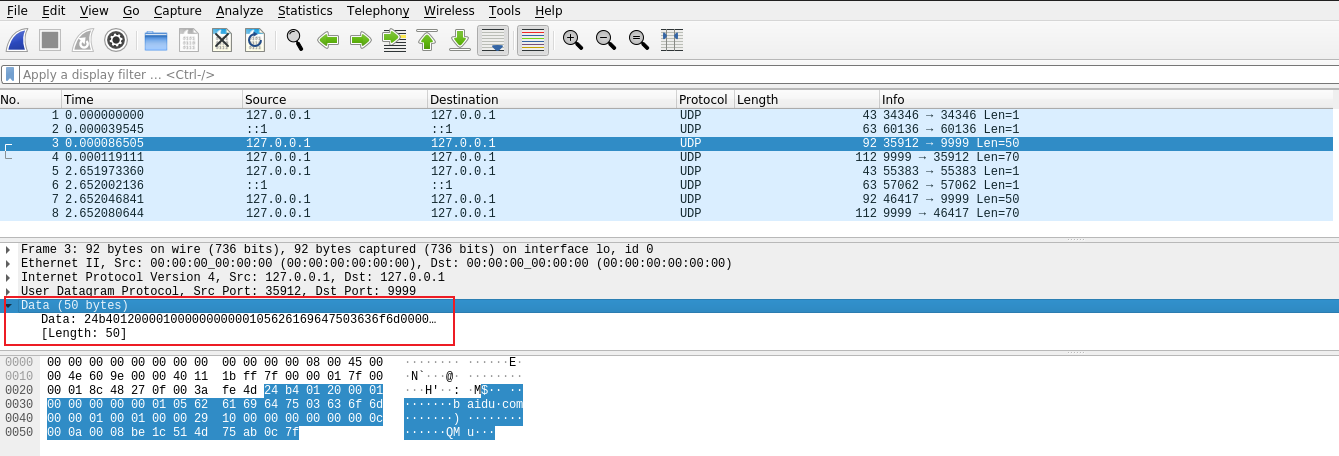 File Edit View Go Capture Analyze Statistics Telephony Wireless Tools Help
Apply a display filter … <Ctrl-/>
No. Time Source Destination Protocol Length Info
1 0.000000000 127.0.0.1 127.0.0.1 UDP 43 34346 → 34346 Len=1
2 0.000039545 ::1 ::1 UDP 63 60136 → 60136 Len=1
3 0.000086505 127.0.0.1 127.0.0.1 UDP 92 35912 → 9999 Len=50
4 0.000119111 127.0.0.1 127.0.0.1 UDP 112 9999 → 35912 Len=70
5 2.651973360 127.0.0.1 127.0.0.1 UDP 43 55383 → 55383 Len=1
6 2.652002136 ::1 ::1 UDP 63 57062 → 57062 Len=1
7 2.652046841 127.0.0.1 127.0.0.1 UDP 92 46417 → 9999 Len=50
8 2.652080644 127.0.0.1 127.0.0.1 UDP 112 9999 → 46417 Len=70
Frame 3: 92 bytes on wire (736 bits), 92 bytes captured (736 bits) on interface lo, id 0
Ethernet II, Src: 00:00:00_00:00:00 (00:00:00:00:00:00), Dst: 00:00:00_00:00:00 (00:00:00:00:00:00)
Internet Protocol Version 4, Src: 127.0.0.1, Dst: 127.0.0.1
User Datagram Protocol, Src Port: 35912, Dst Port: 9999
Data (50 bytes)
Data: 24b401200001000000000001056261696475​03636f6d0000…
[Length: 50]
0000 00 00 00 00 00 00 00 00 00 00 00 00 08 00 45 00 ········ ······E·
0010 00 4e 60 9e 00 00 40 11 1b ff 7f 00 00 01 7f 00 ·N`···@· ········
0020 00 01 8c 48 27 0f 00 3a fe 4d 24 b4 01 20 00 01 ···H'··: ·M$·· ··
0030 00 00 00 00 00 01 05 62 61 69 64 75 03 63 6f 6d ·······b aidu·com
0040 00 00 01 00 01 00 00 29 10 00 00 00 00 00 00 0c ·······) ········
0050 00 0a 00 08 be 1c 51 4d 75 ab 0c 7f ······QM u···